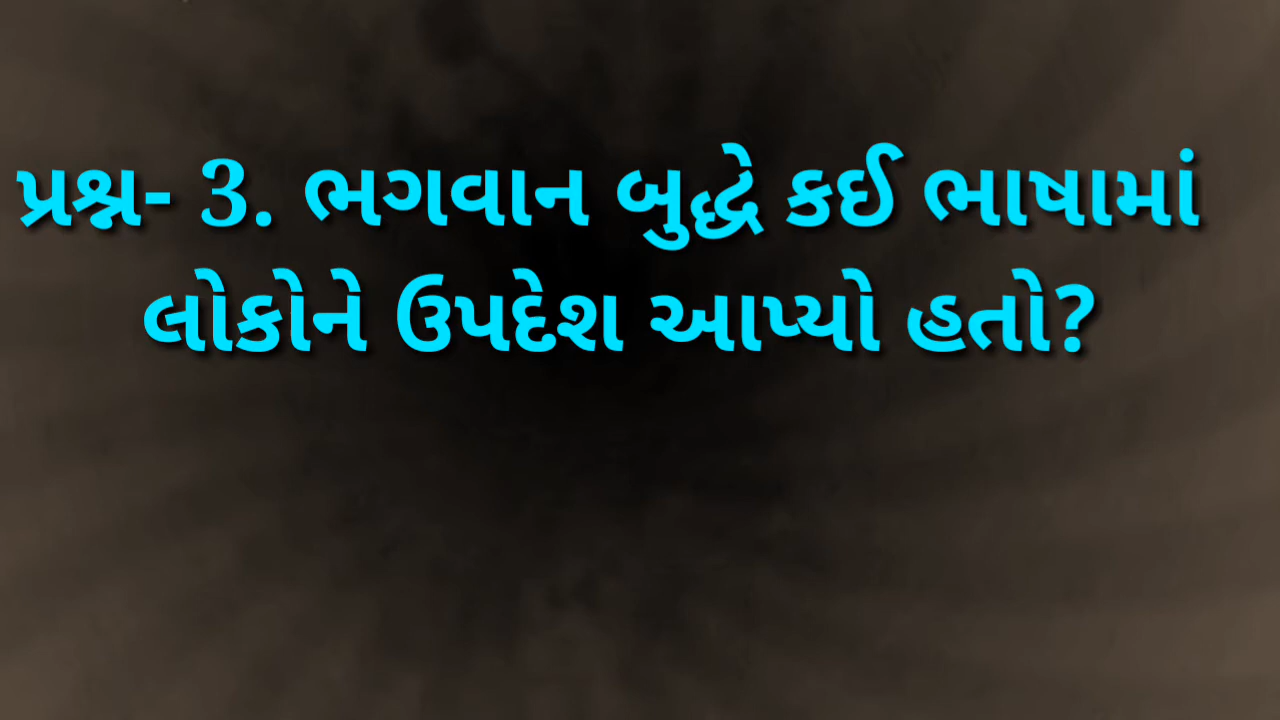 પ્રશ્ન- 3. ભગવાન બુદ્ધે કઈ ભાષામાં
લોકોને ઉપદેશ આપ્યો હતો?